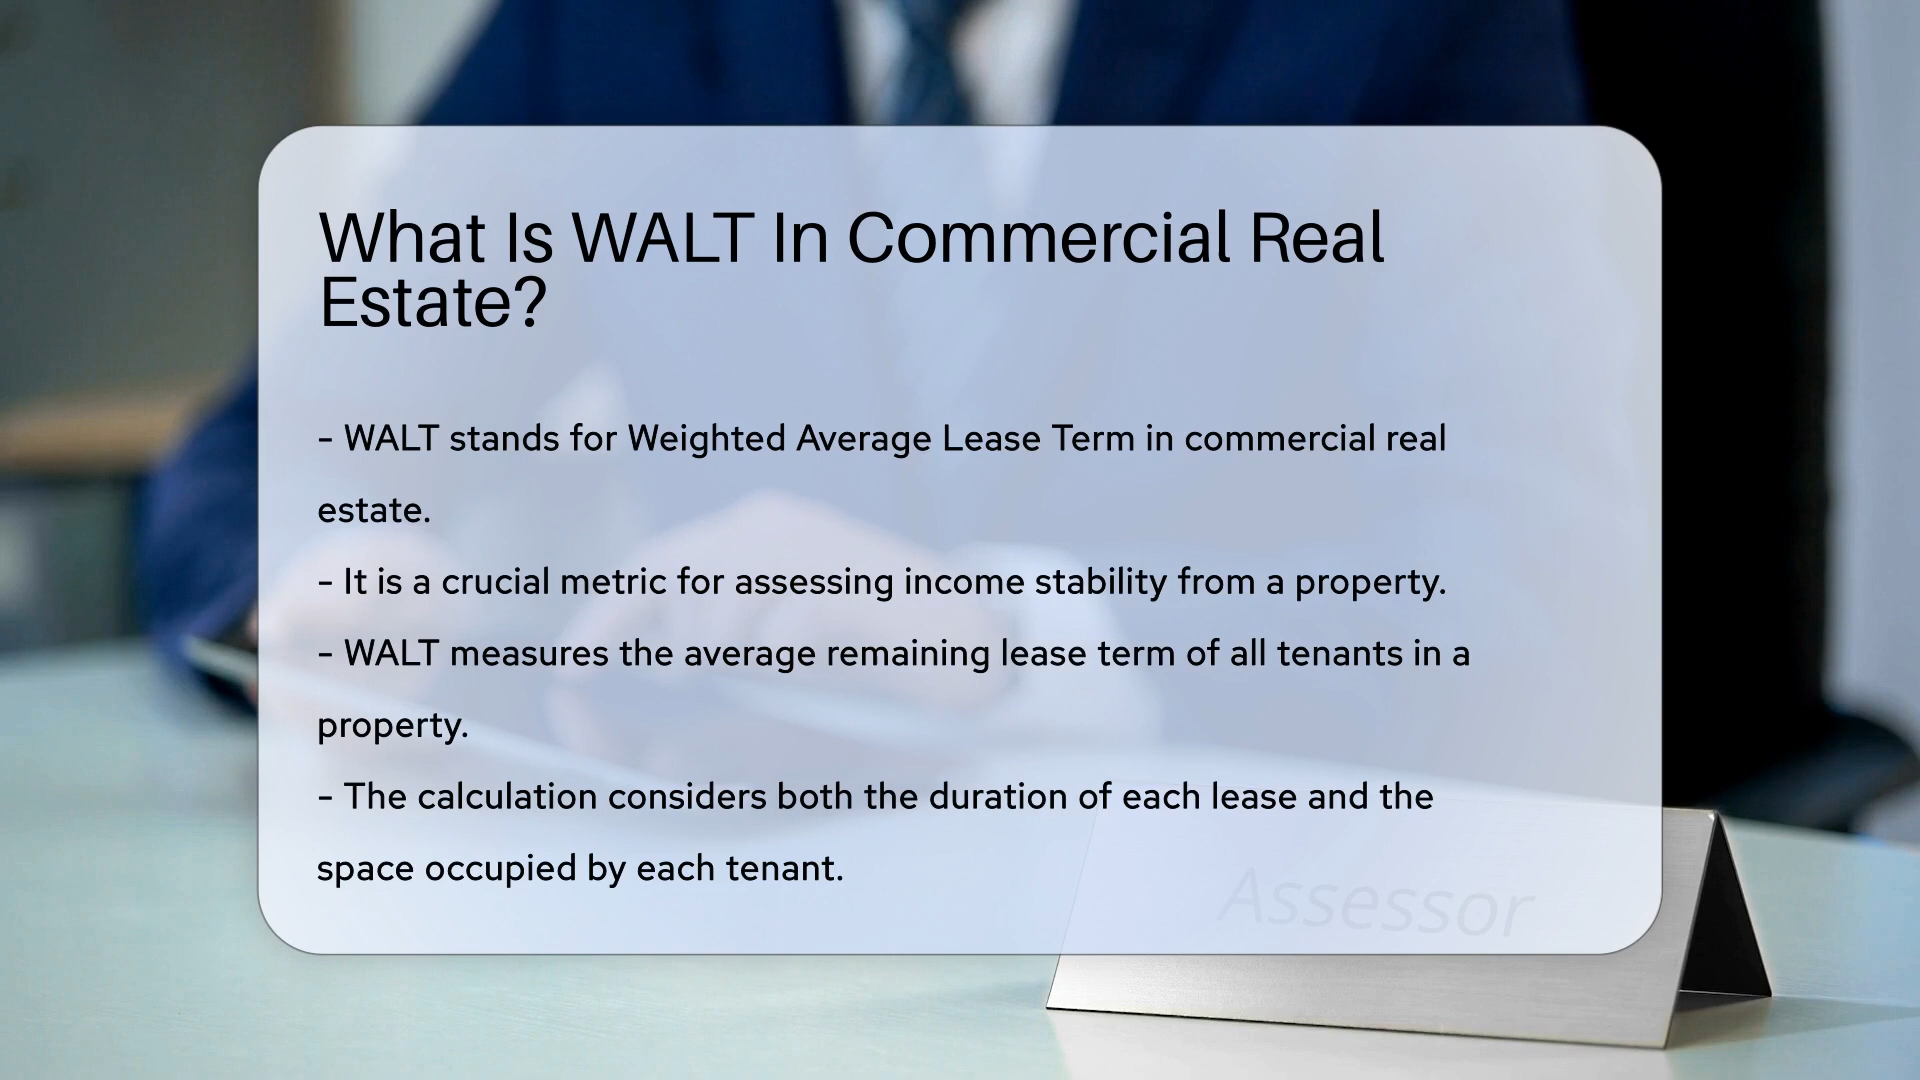 What Is WALT In Commercial Real
Estate?
- WALT stands for Weighted Average Lease Term in commercial real
estate.
- It is a crucial metric for assessing income stability from a property.
- WALT measures the average remaining lease term of all tenants in a
property.
- The calculation considers both the duration of each lease and the
space occupied by each tenant.
Assessor